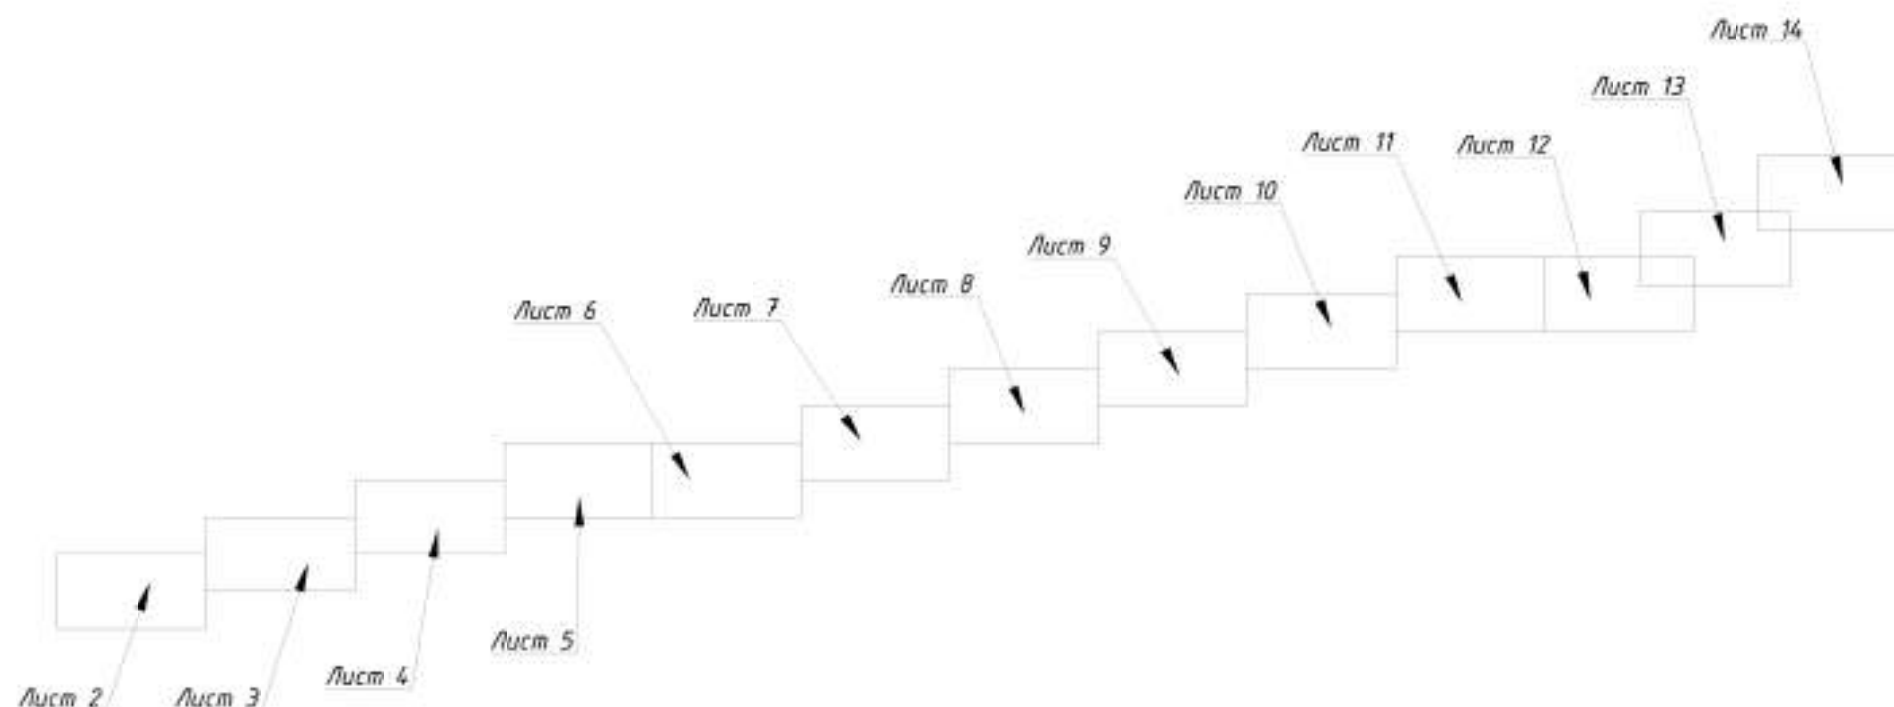 Лист 14
Лист 13
Лист 11
Лист 12
Лист 10
Лист 9
Лист 8
Лист 7
Лист 6
Лист 5
Лист 4
Лист 3
Лист 2